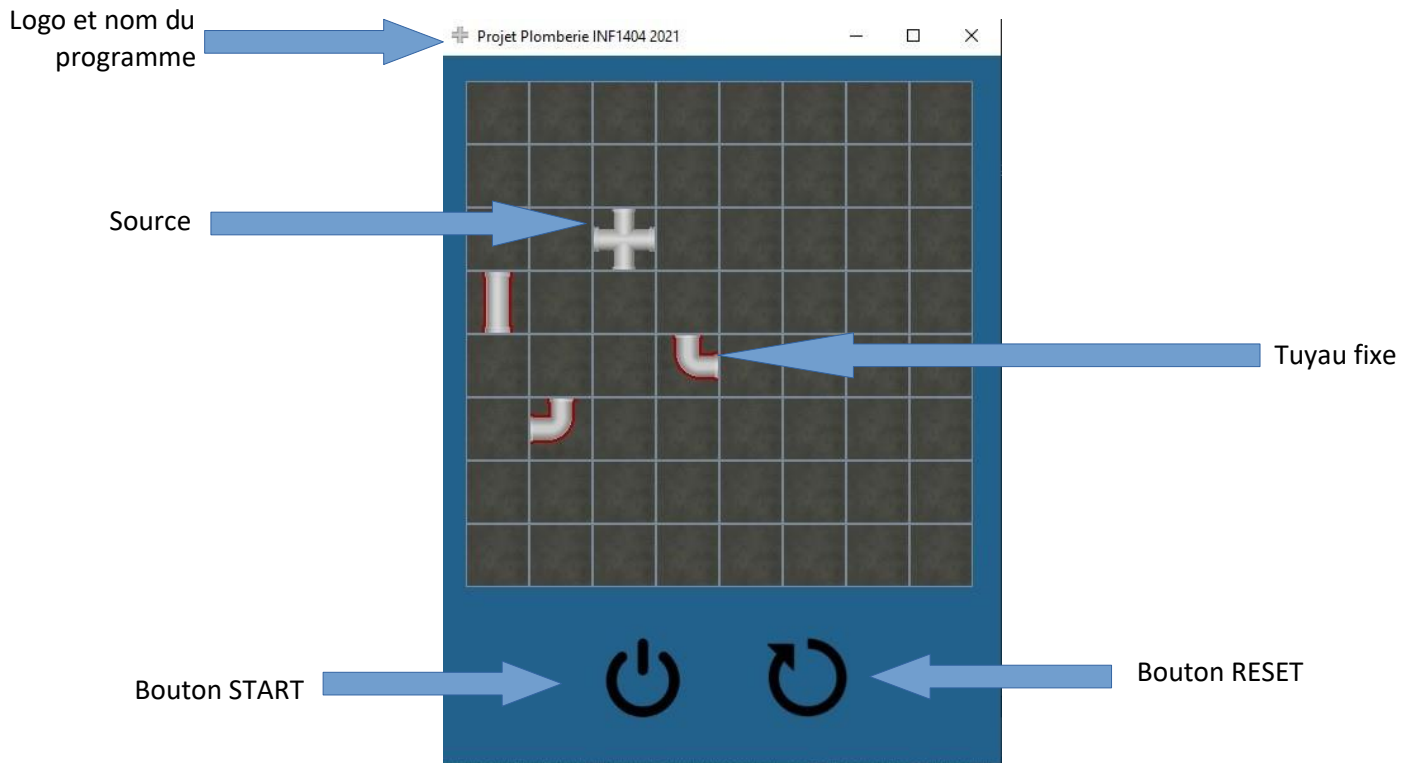 Logo et nom du
programme
Projet Plomberie INF1404 2021
Source
Tuyau fixe
Bouton START
Bouton RESET